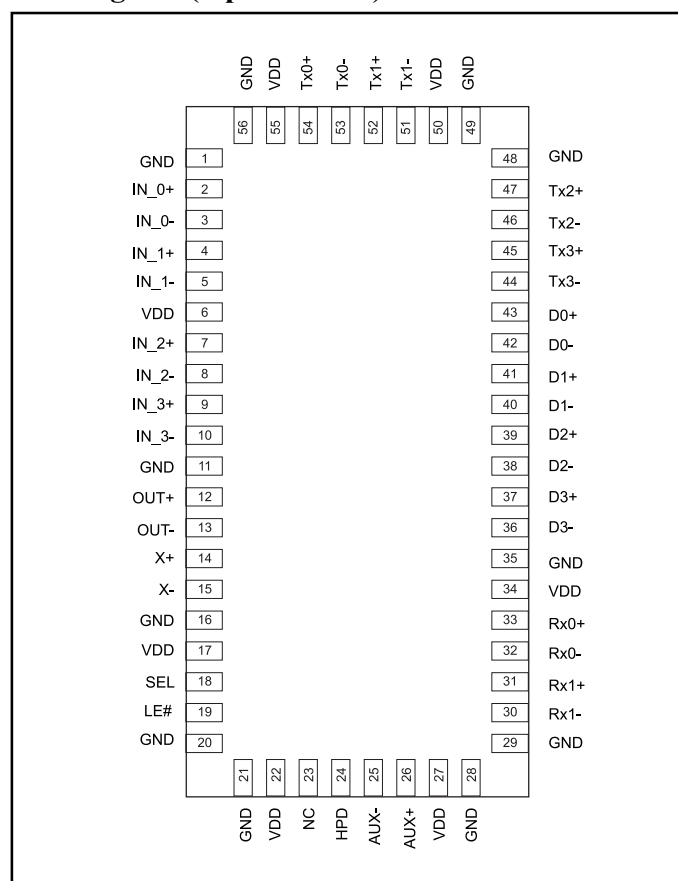 GND VDD Tx0+ Tx0- Tx1+ Tx1- VDD GND
56 55 54 53 52 51 50 49
GND 1 48 GND
IN_0+ 2 47 Tx2+
IN_0- 3 46 Tx2-
IN_1+ 4 45 Tx3+
IN_1- 5 44 Tx3-
VDD 6 43 D0+
IN_2+ 7 42 D0-
IN_2- 8 41 D1+
IN_3+ 9 40 D1-
IN_3- 10 39 D2+
GND 11 38 D2-
OUT+ 12 37 D3+
OUT- 13 36 D3-
X+ 14 35 GND
X- 15 34 VDD
GND 16 33 Rx0+
VDD 17 32 Rx0-
SEL 18 31 Rx1+
LE# 19 30 Rx1-
GND 20 29 GND
21 22 23 24 25 26 27 28
GND VDD NC HPD AUX- AUX+ VDD GND